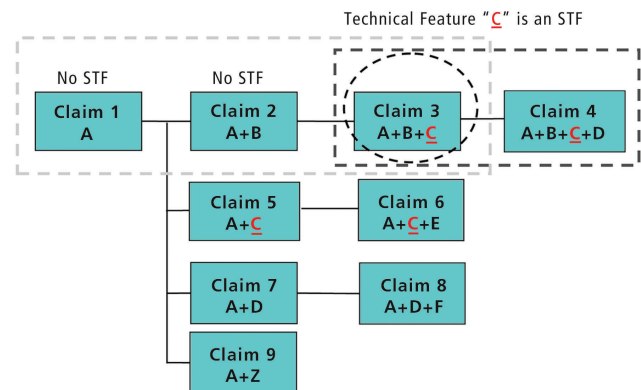 Technical Feature “C” is an STF
No STF
No STF
Claim 1
A
Claim 2
A+B
Claim 3
A+B+C
Claim 4
A+B+C+D
Claim 5
A+C
Claim 6
A+C+E
Claim 7
A+D
Claim 8
A+D+F
Claim 9
A+Z